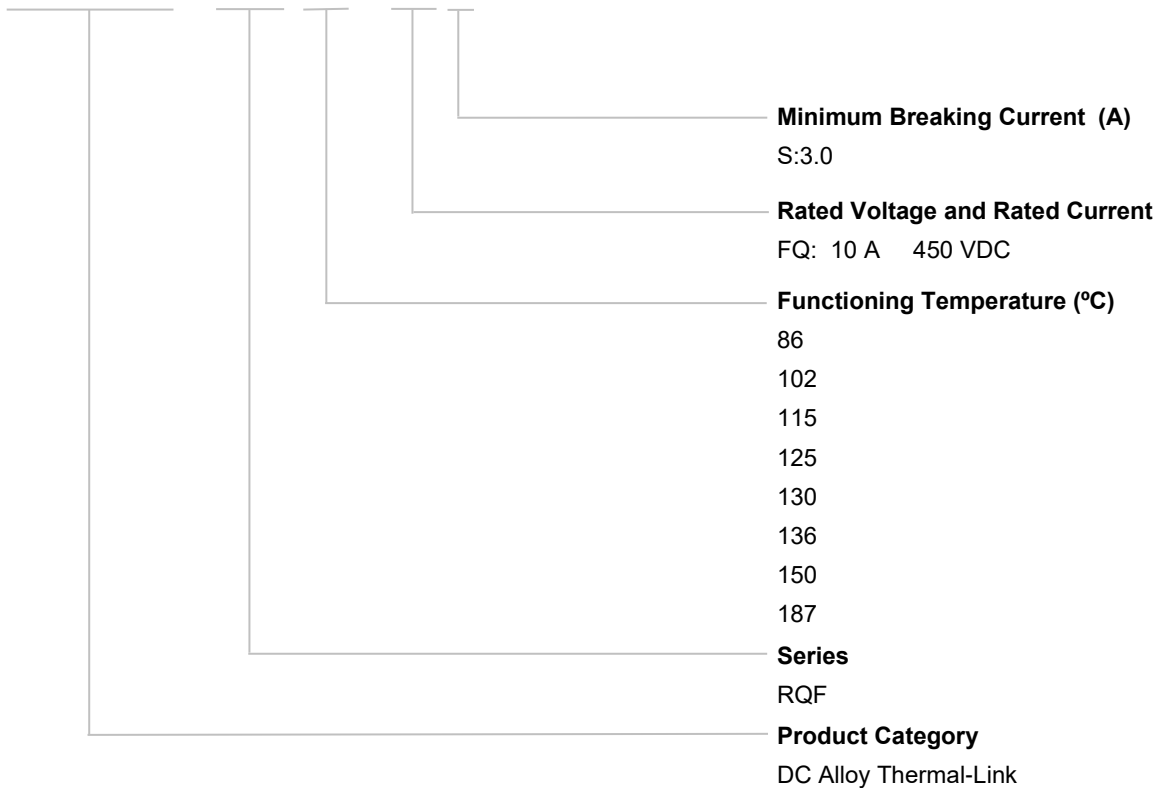 Minimum Breaking Current (A)
S:3.0
Rated Voltage and Rated Current
FQ: 10 A 450 VDC
Functioning Temperature (ºC)
86
102
115
125
130
136
150
187
Series
RQF
Product Category
DC Alloy Thermal-Link